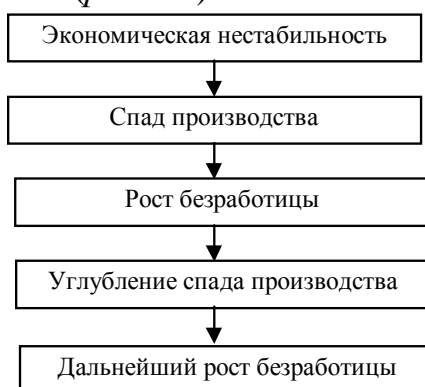 Экономическая нестабильность
Спад производства
Рост безработицы
Углубление спада производства
Дальнейший рост безработицы